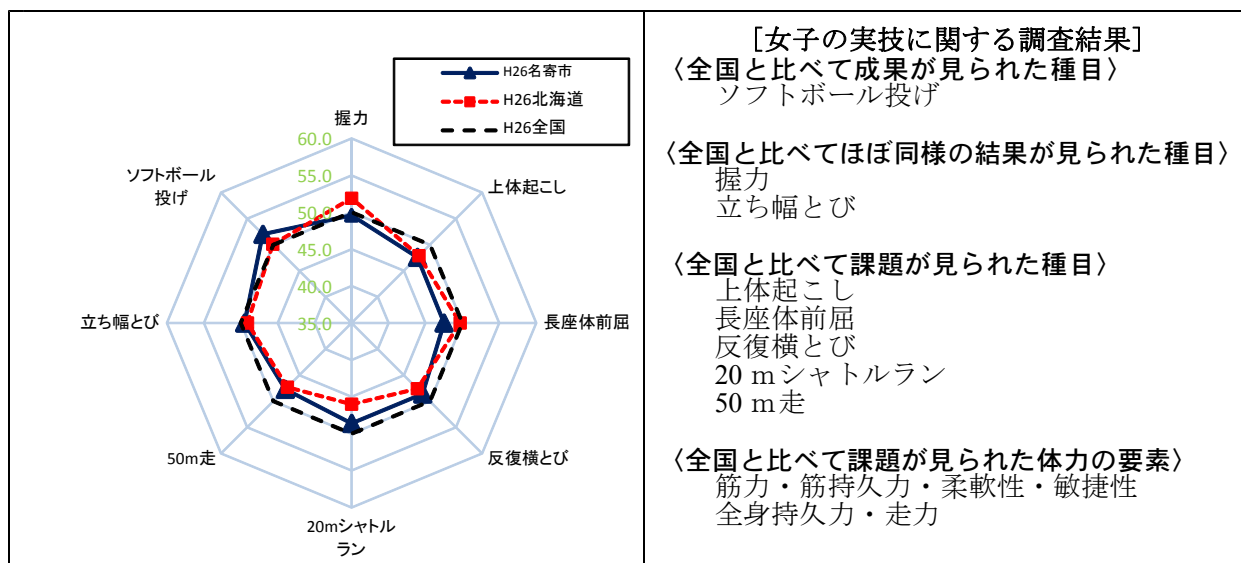 H26名寄市
H26北海道
H26全国
握力
上体起こし
長座体前屈
反復横とび
20mシャトル
ラン
50m走
立ち幅とび
ソフトボール
投げ
60.0
55.0
50.0
45.0
40.0
35.0
[女子の実技に関する調査結果]
〈全国と比べて成果が見られた種目〉
ソフトボール投げ
〈全国と比べてほぼ同様の結果が見られた種目〉
握力
立ち幅とび
〈全国と比べて課題が見られた種目〉
上体起こし
長座体前屈
反復横とび
20 mシャトルラン
50 m走
〈全国と比べて課題が見られた体力の要素〉
筋力・筋持久力・柔軟性・敏捷性
全身持久力・走力